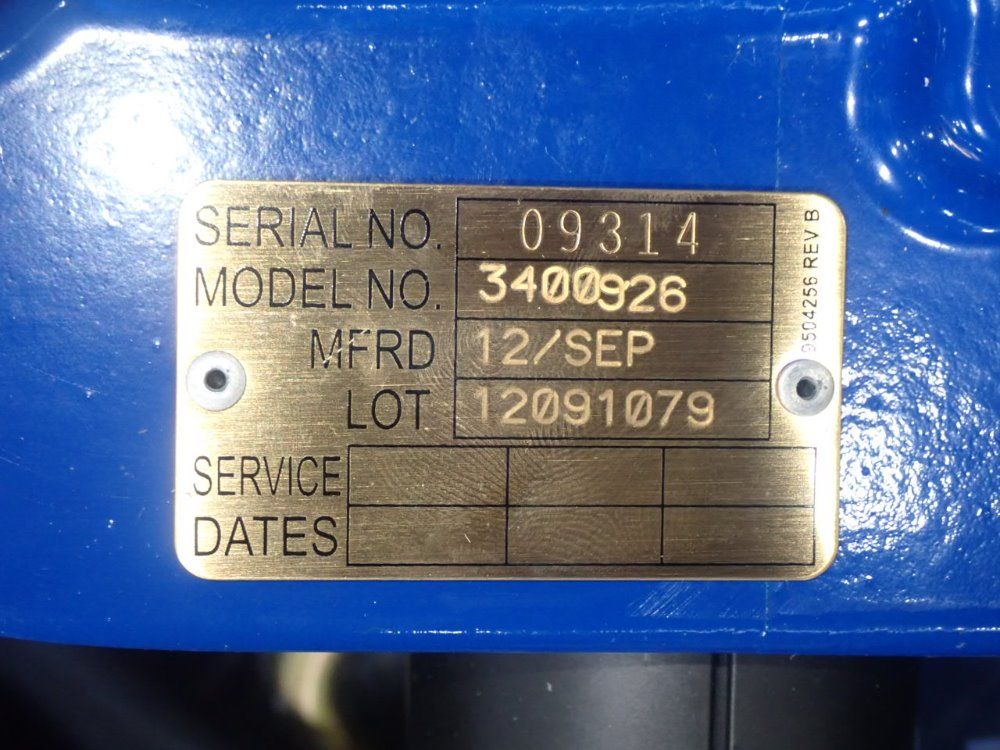 SERIAL NO. 09314
MODEL NO. 3400926
MFRD 12/SEP
LOT 12091079
SERVICE
DATES
9504256 REV B